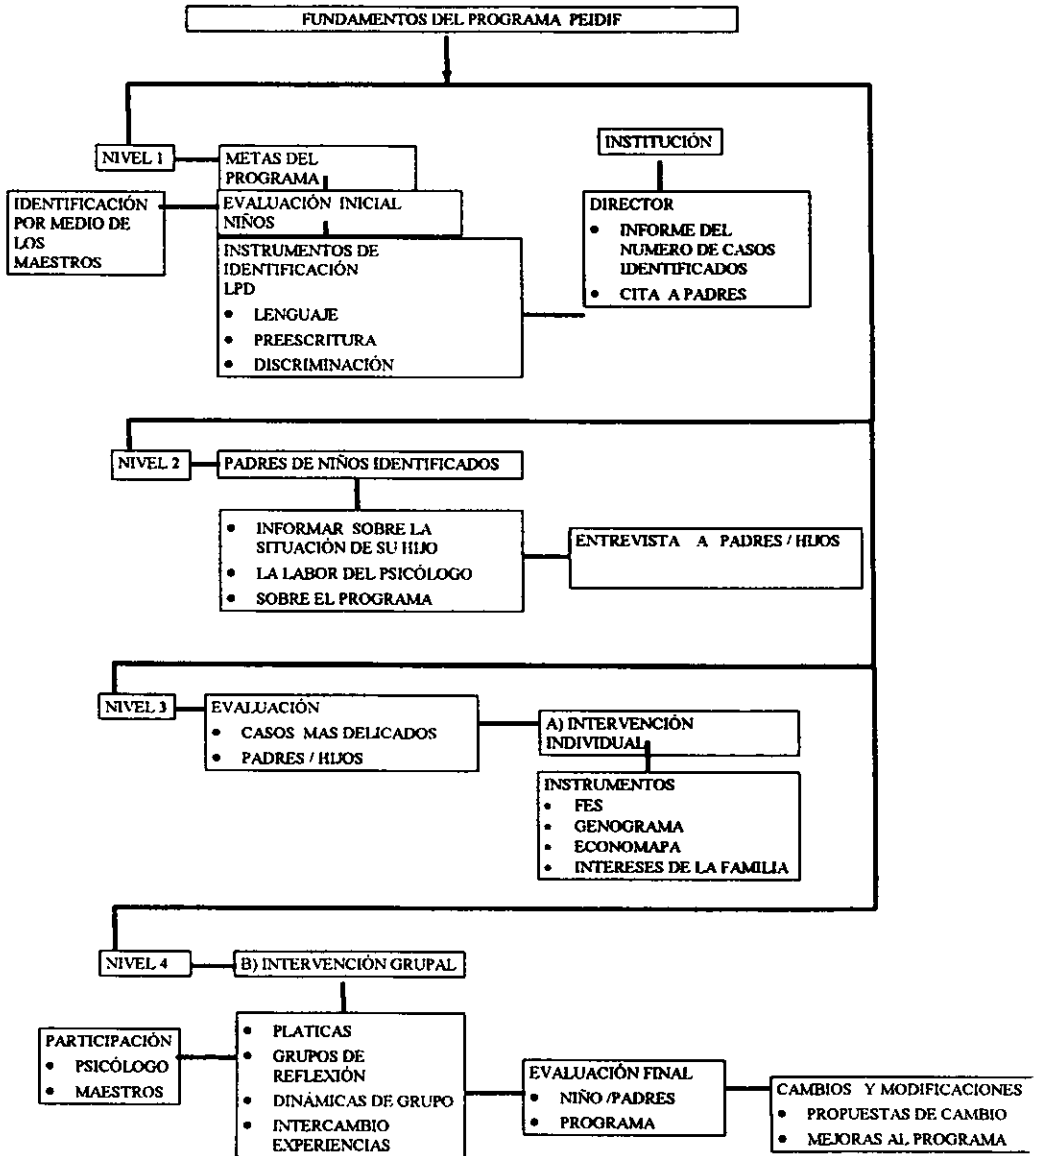 FUNDAMENTOS DEL PROGRAMA PEIDIF
NIVEL 1
METAS DEL
PROGRAMA
INSTITUCIÓN
IDENTIFICACIÓN
POR MEDIO DE
LOS
MAESTROS
EVALUACIÓN INICIAL
NIÑOS
INSTRUMENTOS DE
IDENTIFICACIÓN
LPD
• LENGUAJE
• PREESCRITURA
• DISCRIMINACIÓN
DIRECTOR
• INFORME DEL
NUMERO DE CASOS
IDENTIFICADOS
• CITA A PADRES
NIVEL 2
PADRES DE NIÑOS IDENTIFICADOS
• INFORMAR SOBRE LA
SITUACIÓN DE SU HIJO
• LA LABOR DEL PSICÓLOGO
• SOBRE EL PROGRAMA
ENTREVISTA A PADRES / HIJOS
NIVEL 3
EVALUACIÓN
• CASOS MAS DELICADOS
• PADRES / HIJOS
A) INTERVENCIÓN
INDIVIDUAL
INSTRUMENTOS
• FES
• GENOGRAMA
• ECONOMAPA
• INTERESES DE LA FAMILIA
NIVEL 4
B) INTERVENCIÓN GRUPAL
PARTICIPACIÓN
• PSICÓLOGO
• MAESTROS
• PLATICAS
• GRUPOS DE
REFLEXIÓN
• DINÁMICAS DE GRUPO
• INTERCAMBIO
EXPERIENCIAS
EVALUACIÓN FINAL
• NIÑO /PADRES
• PROGRAMA
CAMBIOS Y MODIFICACIONES
• PROPUESTAS DE CAMBIO
• MEJORAS AL PROGRAMA